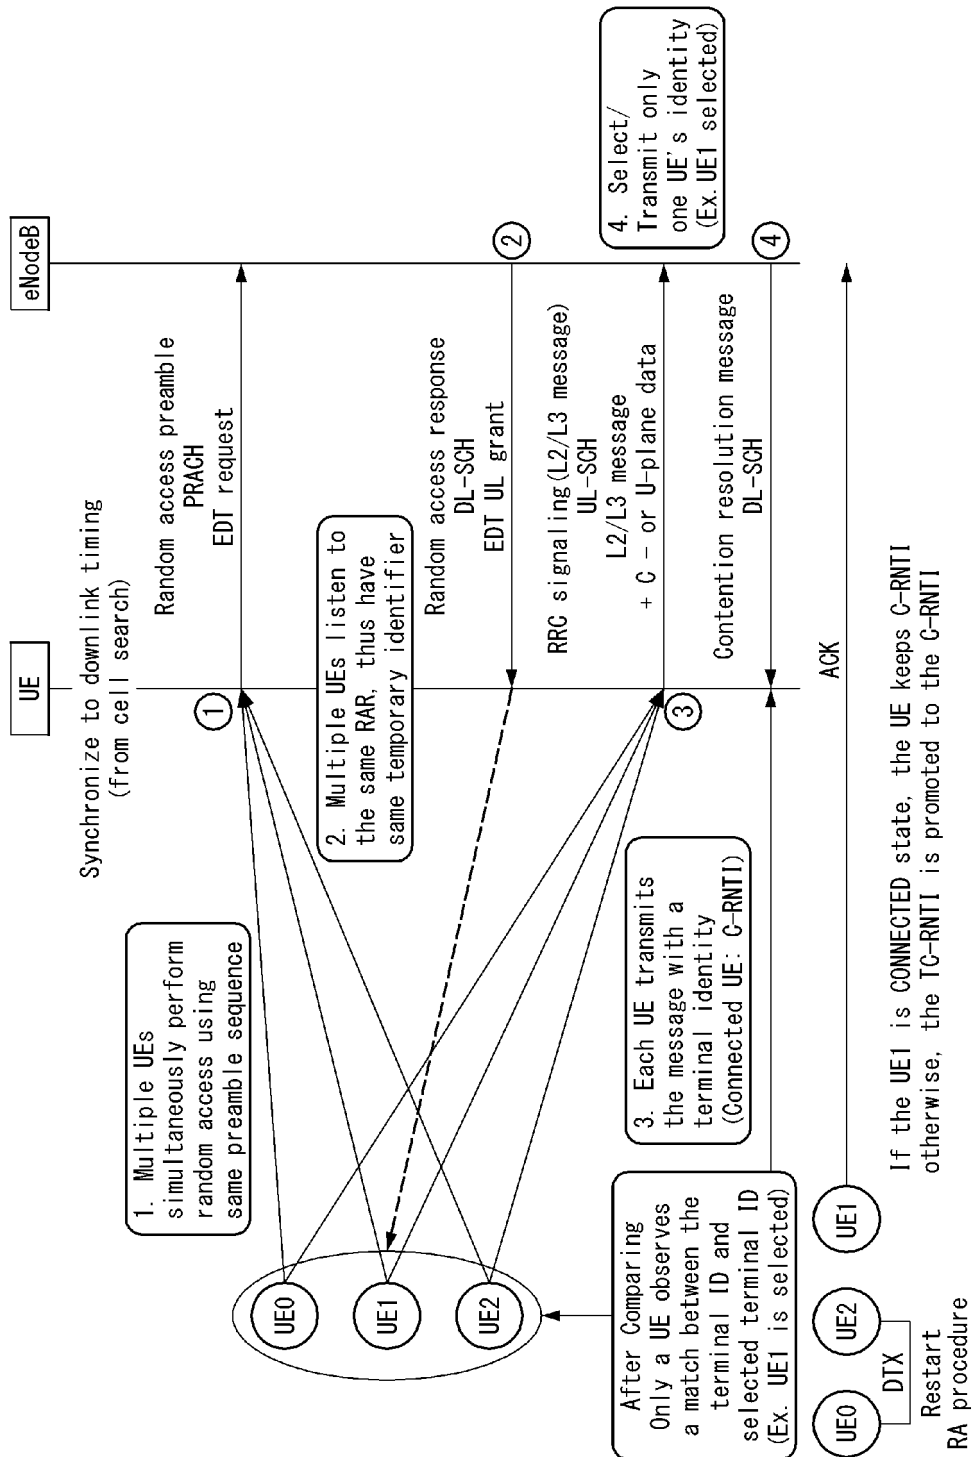 UE
eNodeB
Synchronize to downlink timing
(from cell search)
1. Multiple UEs
simultaneously perform
random access using
same preamble sequence
1
Random access preamble
PRACH
EDT request
2. Multiple UEs listen to
the same RAR, thus have
same temporary identifier
Random access response
DL-SCH
EDT UL grant
2
UE0
UE1
UE2
3. Each UE transmits
the message with a
terminal identity
(Connected UE: C-RNTI)
3
RRC signaling(L2/L3 message)
UL-SCH
L2/L3 message
+ C - or U-plane data
4. Select/
Transmit only
one UE's identity
(Ex. UE1 selected)
Contention resolution message
DL-SCH
4
After Comparing
Only a UE observes
a match between the
terminal ID and
selected terminal ID
(Ex. UE1 is selected)
UE0
UE2
UE1
ACK
DTX
Restart
RA procedure
If the UE1 is CONNECTED state, the UE keeps C-RNTI
otherwise, the TC-RNTI is promoted to the C-RNTI